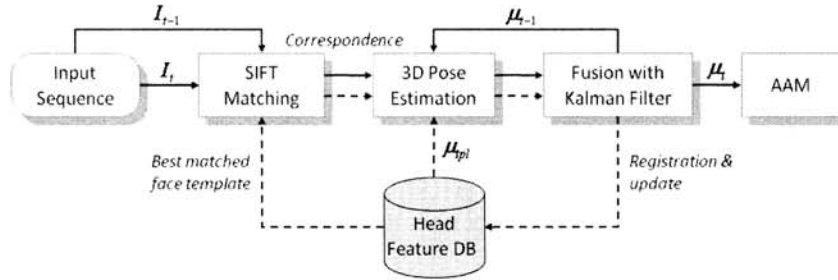 I_{t-1}
μ_{t-1}
Correspondence
Input
Sequence
I_t
SIFT
Matching
3D Pose
Estimation
Fusion with
Kalman Filter
μ_t
AAM
Best matched
face template
μ_{tpl}
Registration &
update
Head
Feature DB